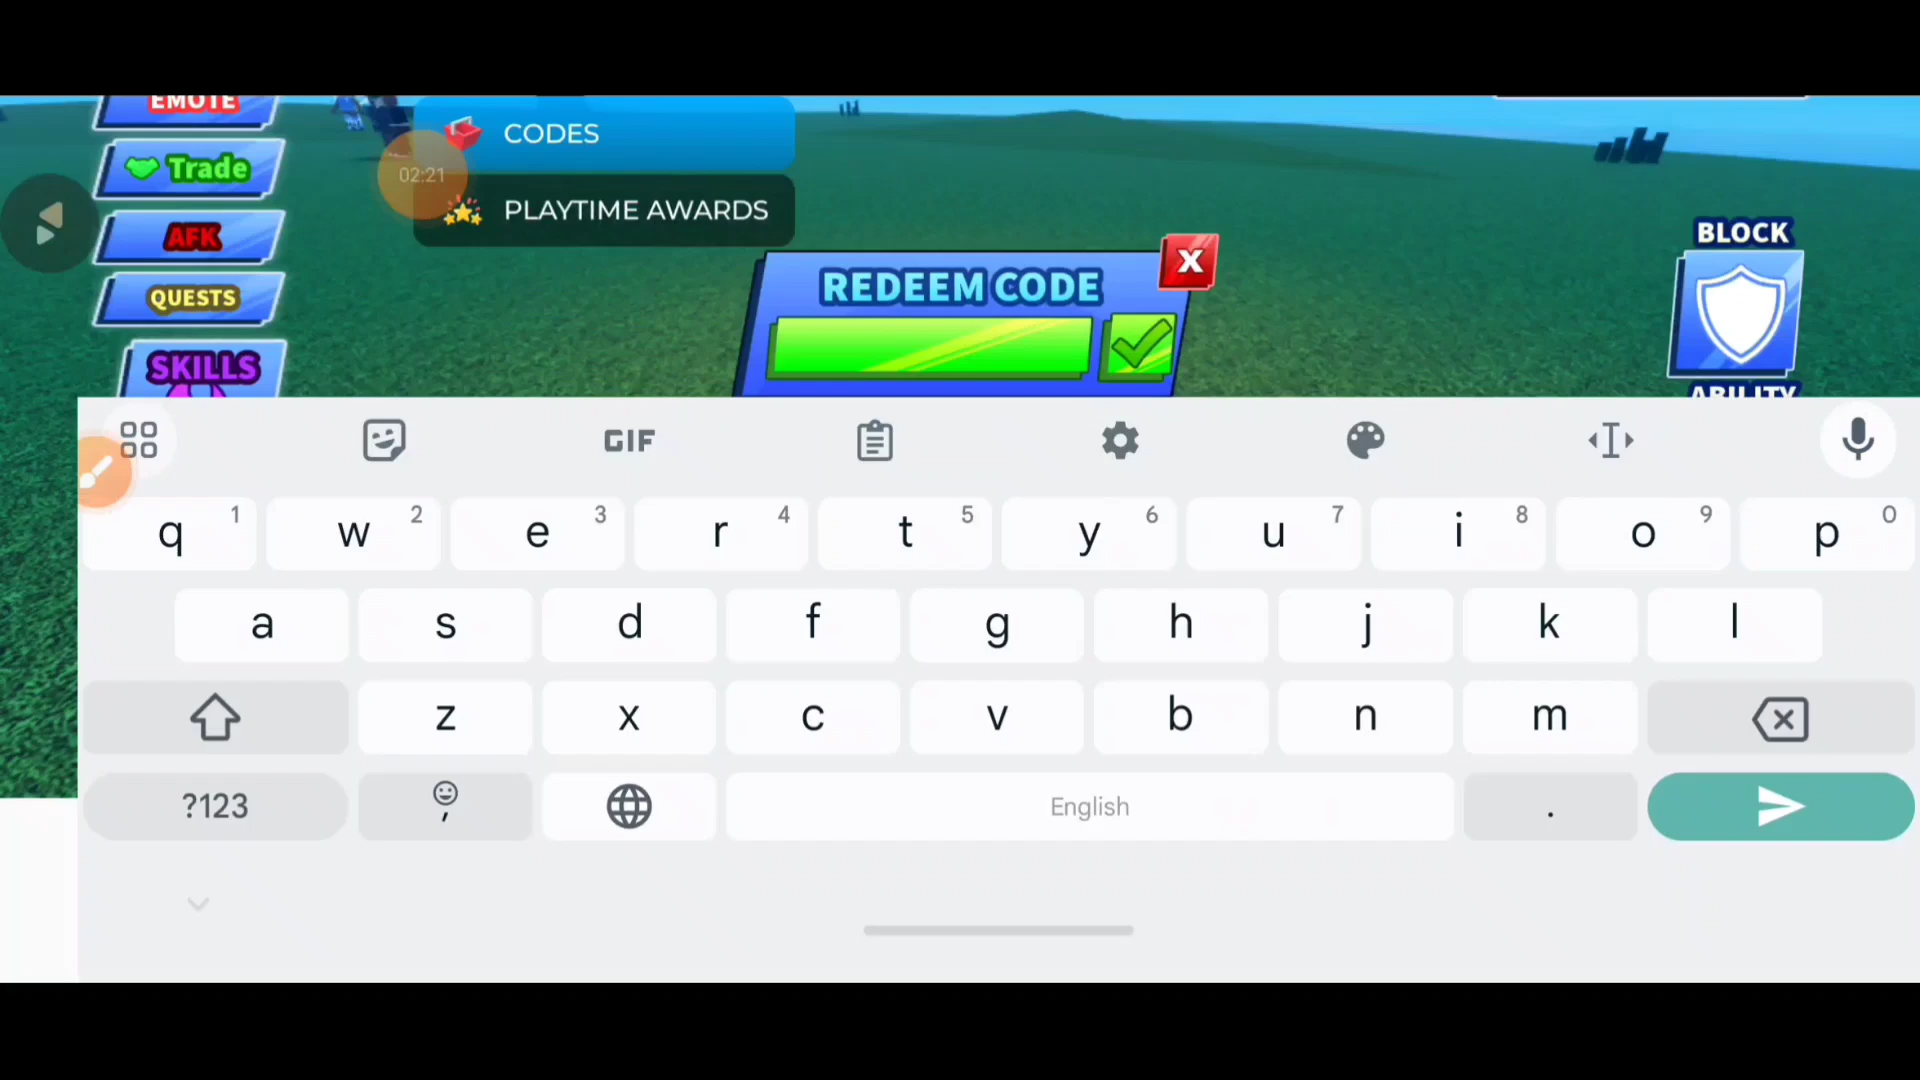 EMOTE
CODES
Trade
02:21
PLAYTIME AWARDS
AFK
BLOCK
X
REDEEM CODE
QUESTS
SKILLS
ABILITY
GIF
q 1 w 2 e 3 r 4 t 5 y 6 u 7 i 8 o 9 p 0
a s d f g h j k l
z x c v b n m
?123 , English .